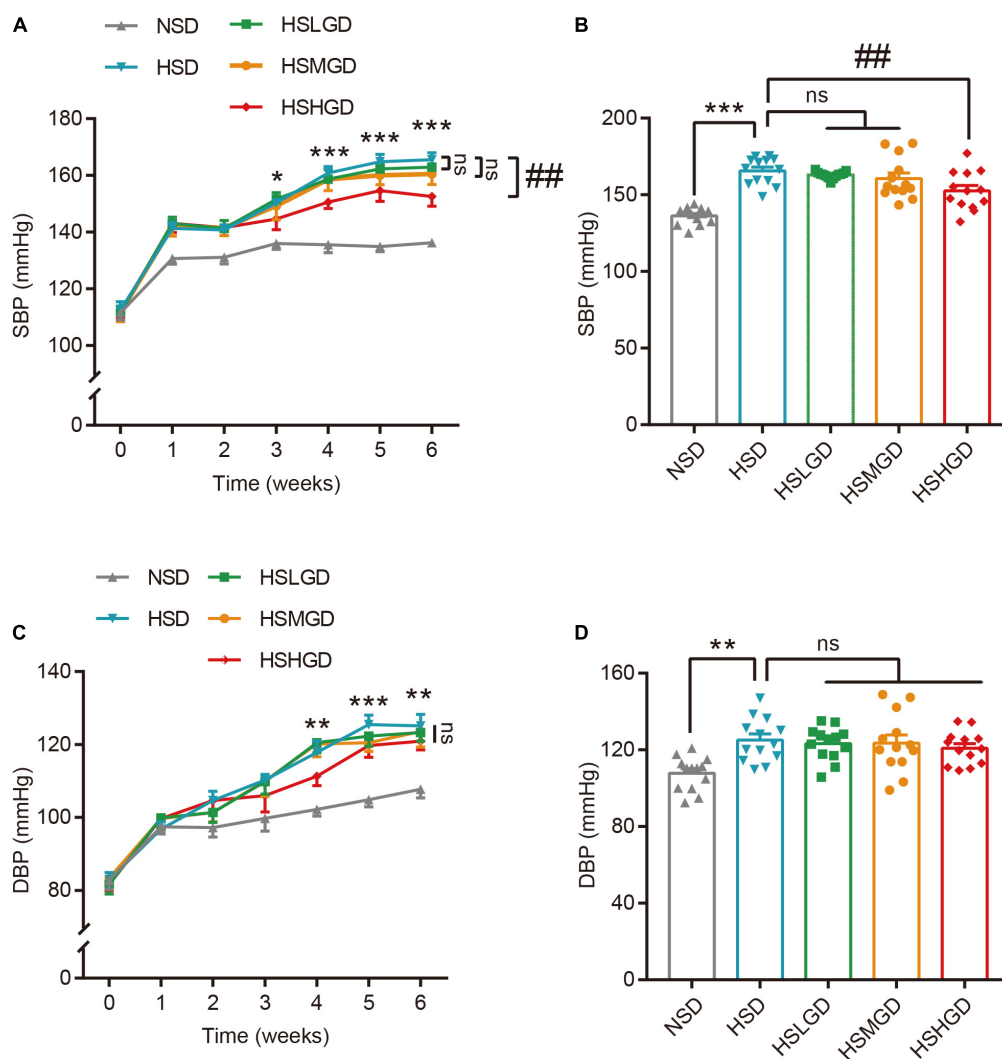 A
NSD
HSLGD
HSD
HSMGD
HSHGD
SBP (mmHg)
180
160
140
120
100
0
*
***
***
***
ns
ns
##
0 1 2 3 4 5 6
Time (weeks)
B
##
***
ns
SBP (mmHg)
200
150
100
50
0
NSD
HSD
HSLGD
HSMGD
HSHGD
C
NSD
HSLGD
HSD
HSMGD
HSHGD
DBP (mmHg)
140
120
100
80
0
**
***
**
ns
0 1 2 3 4 5 6
Time (weeks)
D
**
ns
DBP (mmHg)
160
120
80
40
0
NSD
HSD
HSLGD
HSMGD
HSHGD